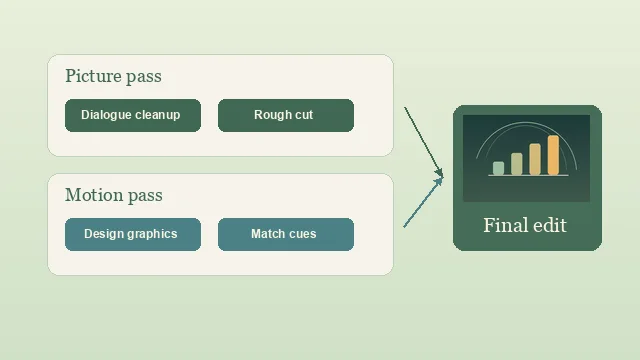 Picture pass
Dialogue cleanup
Rough cut
Motion pass
Design graphics
Match cues
Final edit